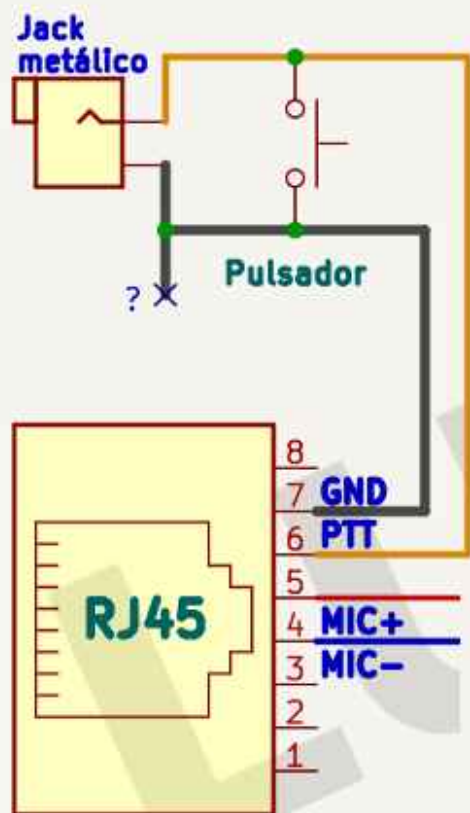 Jack
metálico
Pulsador
?
8
7 GND
6 PTT
5
4 MIC+
3 MIC-
2
1
RJ45